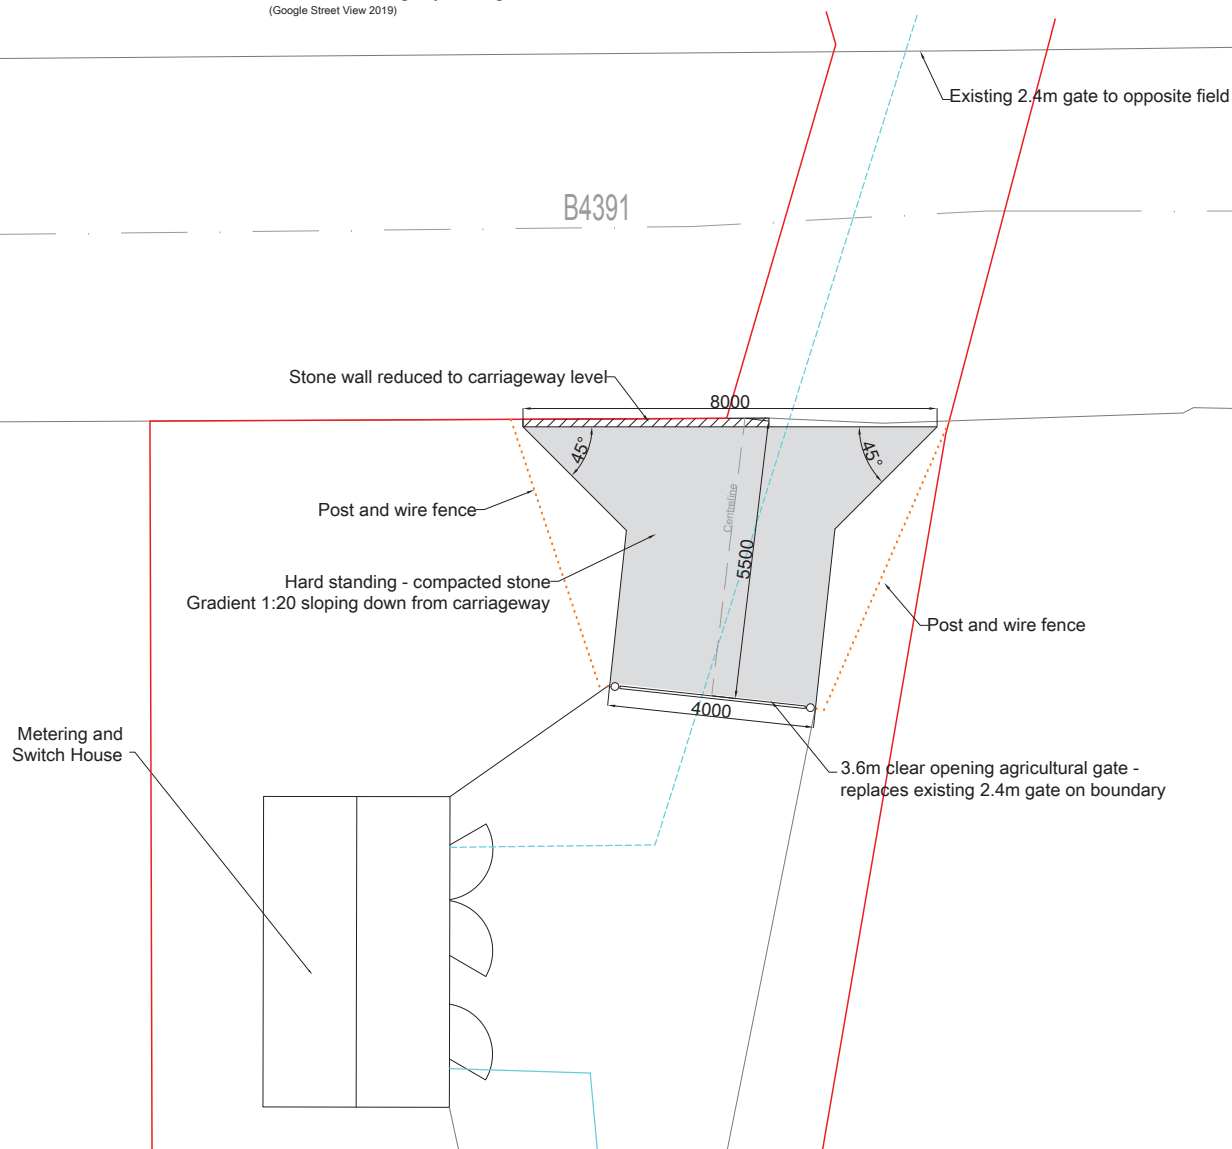 (Google Street View 2019)
Existing 2.4m gate to opposite field
B4391
Stone wall reduced to carriageway level
8000
45°
45°
Centreline
5500
Post and wire fence
Hard standing - compacted stone
Gradient 1:20 sloping down from carriageway
Post and wire fence
4000
Metering and
Switch House
3.6m clear opening agricultural gate -
replaces existing 2.4m gate on boundary